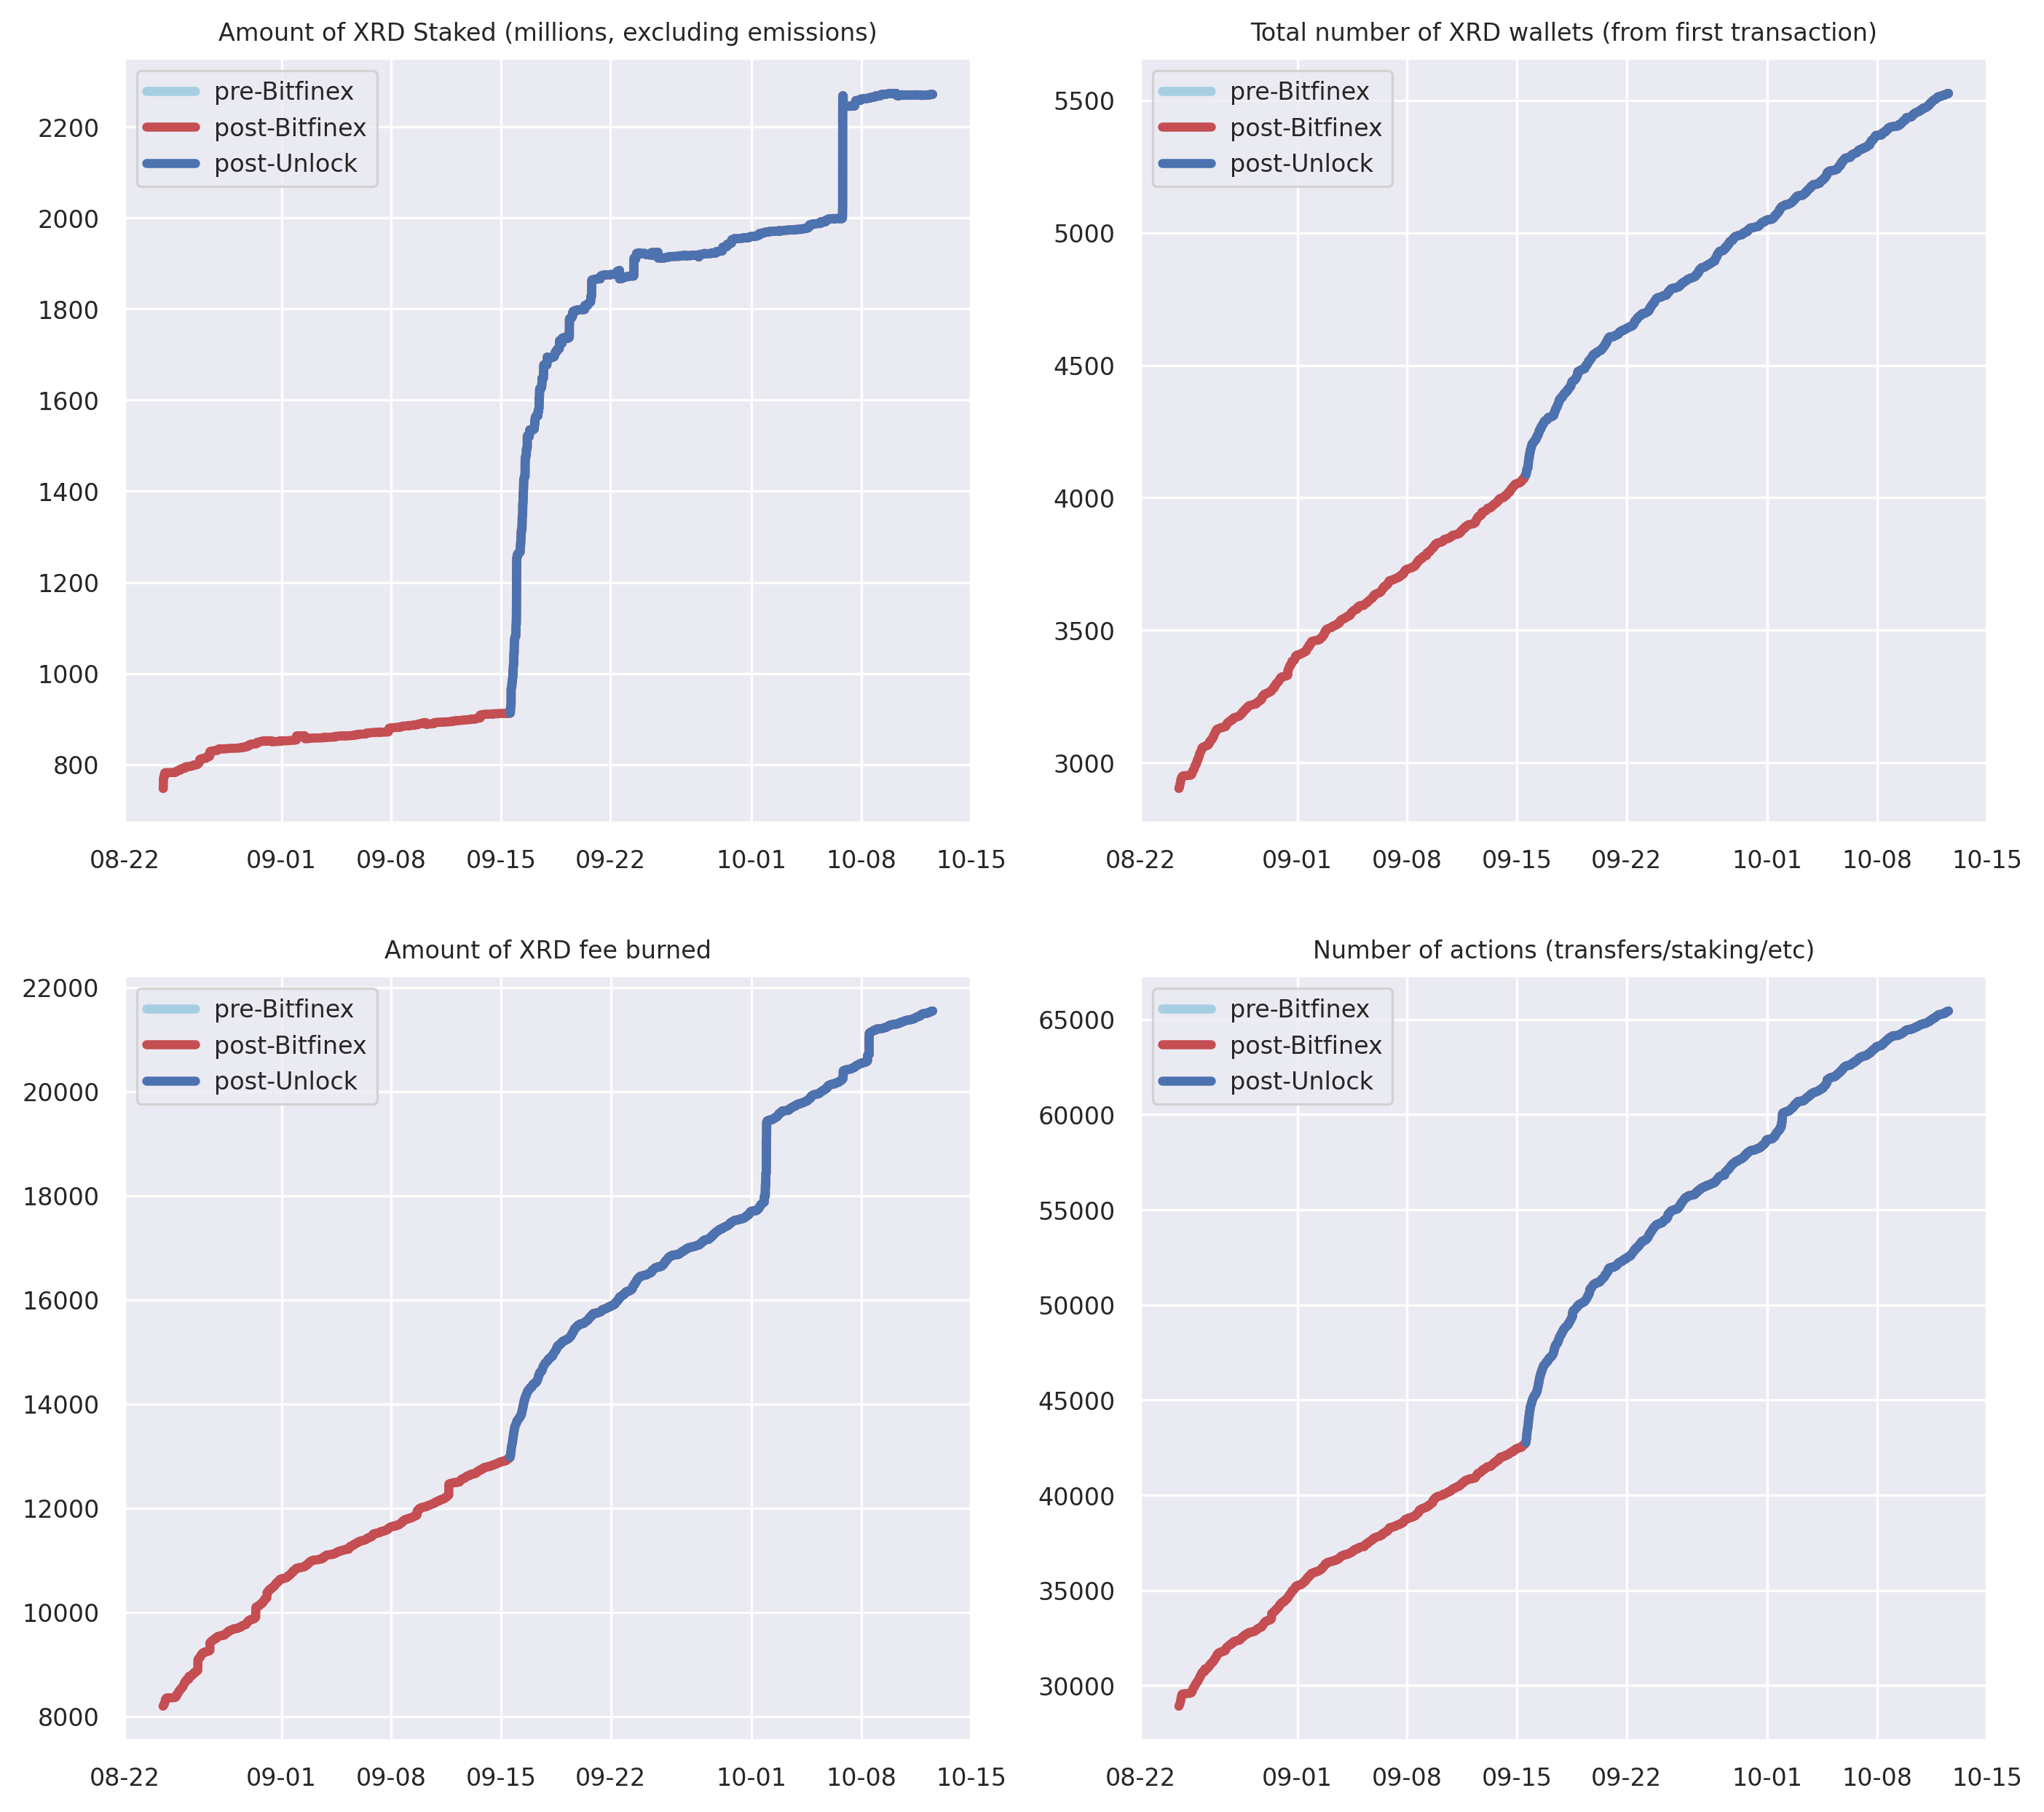 Amount of XRD Staked (millions, excluding emissions)
pre-Bitfinex
post-Bitfinex
post-Unlock
2200
2000
1800
1600
1400
1200
1000
800
08-22 09-01 09-08 09-15 09-22 10-01 10-08 10-15
Total number of XRD wallets (from first transaction)
pre-Bitfinex
post-Bitfinex
post-Unlock
5500
5000
4500
4000
3500
3000
08-22 09-01 09-08 09-15 09-22 10-01 10-08 10-15
Amount of XRD fee burned
pre-Bitfinex
post-Bitfinex
post-Unlock
22000
20000
18000
16000
14000
12000
10000
8000
08-22 09-01 09-08 09-15 09-22 10-01 10-08 10-15
Number of actions (transfers/staking/etc)
pre-Bitfinex
post-Bitfinex
post-Unlock
65000
60000
55000
50000
45000
40000
35000
30000
08-22 09-01 09-08 09-15 09-22 10-01 10-08 10-15